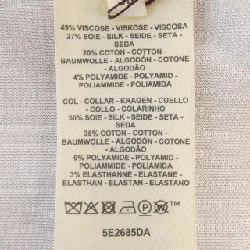 49% VISCOSE - VISKOSE - VISCOSA
27% SOIE - SILK - SEIDE - SETA -
SEDA
20% COTON - COTTON -
BAUMWOLLE - ALGODÓN - COTONE
- ALGODÃO
4% POLYAMIDE - POLYAMID -
POLIAMIDA - POLIAMMIDE
COL - COLLAR - KRAGEN - CUELLO
- COLLO - COLARINHO
50% SOIE - SILK - SEIDE - SETA -
SEDA
38% COTON - COTTON -
BAUMWOLLE - ALGODÓN - COTONE
- ALGODÃO
9% POLYAMIDE - POLYAMID -
POLIAMIDA - POLIAMMIDE
3% ELASTHANNE - ELASTANE -
ELASTHAN - ELASTAN - ELASTANO
5E2685DA